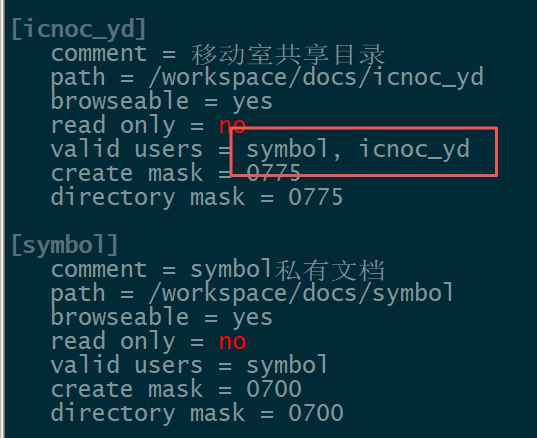 [icnoc_yd]
comment = 移动室共享目录
path = /workspace/docs/icnoc_yd
browseable = yes
read only = no
valid users = symbol, icnoc_yd
create mask = 0775
directory mask = 0775
[symbol]
comment = symbol私有文档
path = /workspace/docs/symbol
browseable = yes
read only = no
valid users = symbol
create mask = 0700
directory mask = 0700